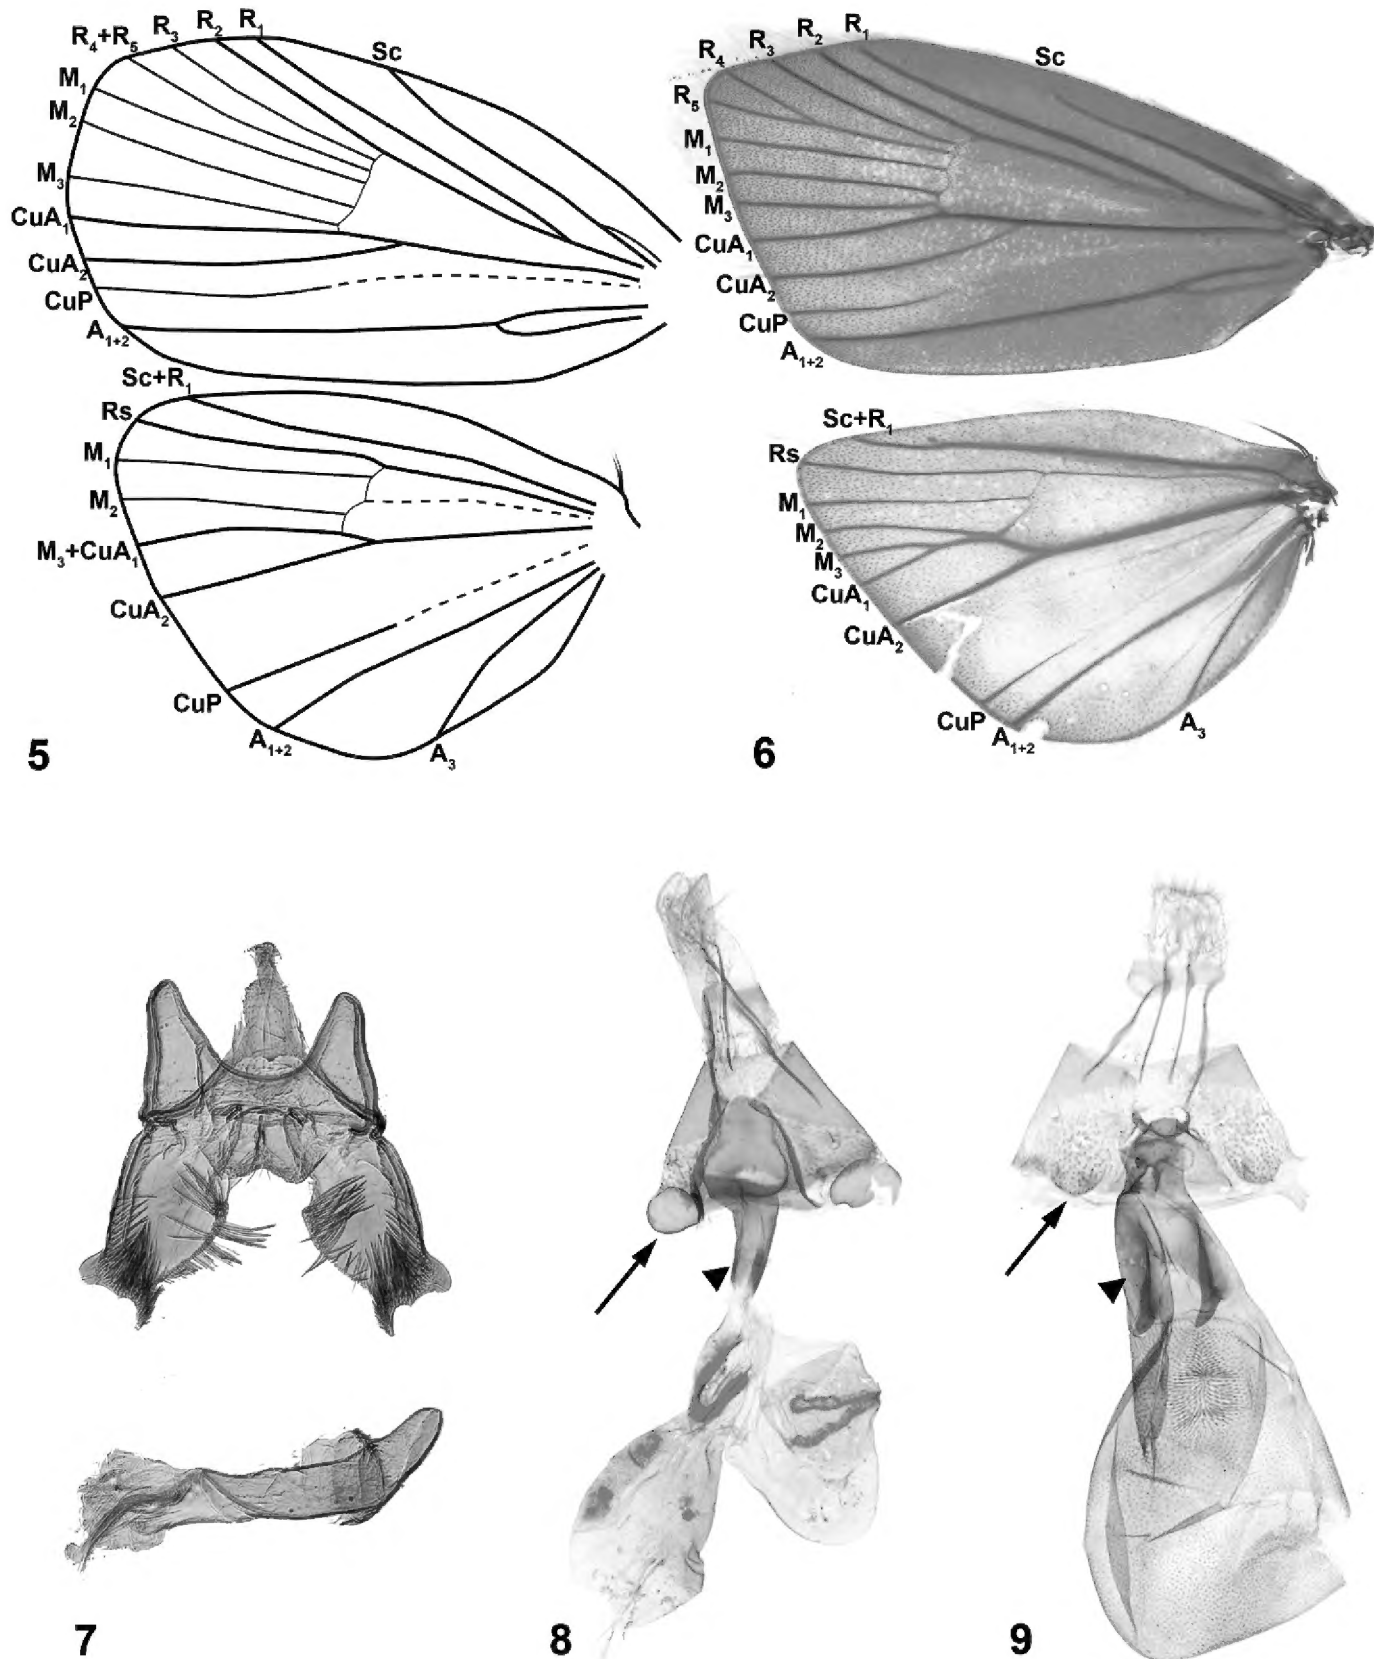 R₄+R₅
R₃
R₂
R₁
Sc
M₁
M₂
M₃
CuA₁
CuA₂
CuP
A₁₊₂
Sc+R₁
Rs
M₁
M₂
M₃+CuA₁
CuA₂
CuP
A₁₊₂
A₃
5
R₄
R₃
R₂
R₁
Sc
R₅
M₁
M₂
M₃
CuA₁
CuA₂
CuP
A₁₊₂
Sc+R₁
Rs
M₁
M₂
M₃
CuA₁
CuA₂
CuP
A₁₊₂
A₃
6
7
8
9